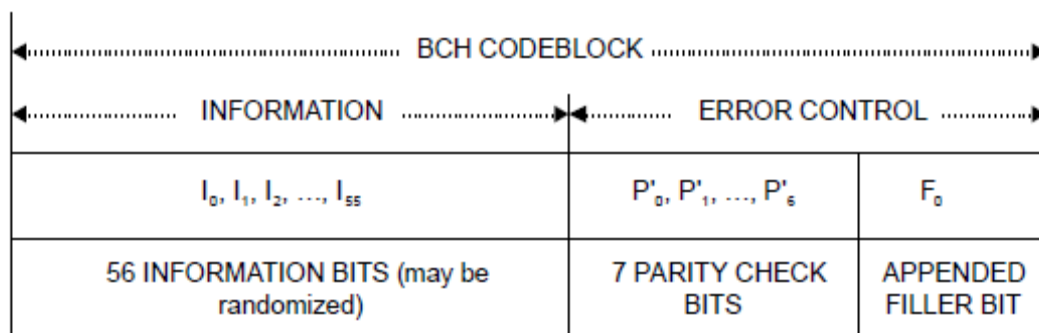 BCH CODEBLOCK
INFORMATION ERROR CONTROL
I₀, I₁, I₂, ..., I₅₅ P'₀, P'₁, ..., P'₆ F₀
56 INFORMATION BITS (may be randomized) 7 PARITY CHECK BITS APPENDED FILLER BIT